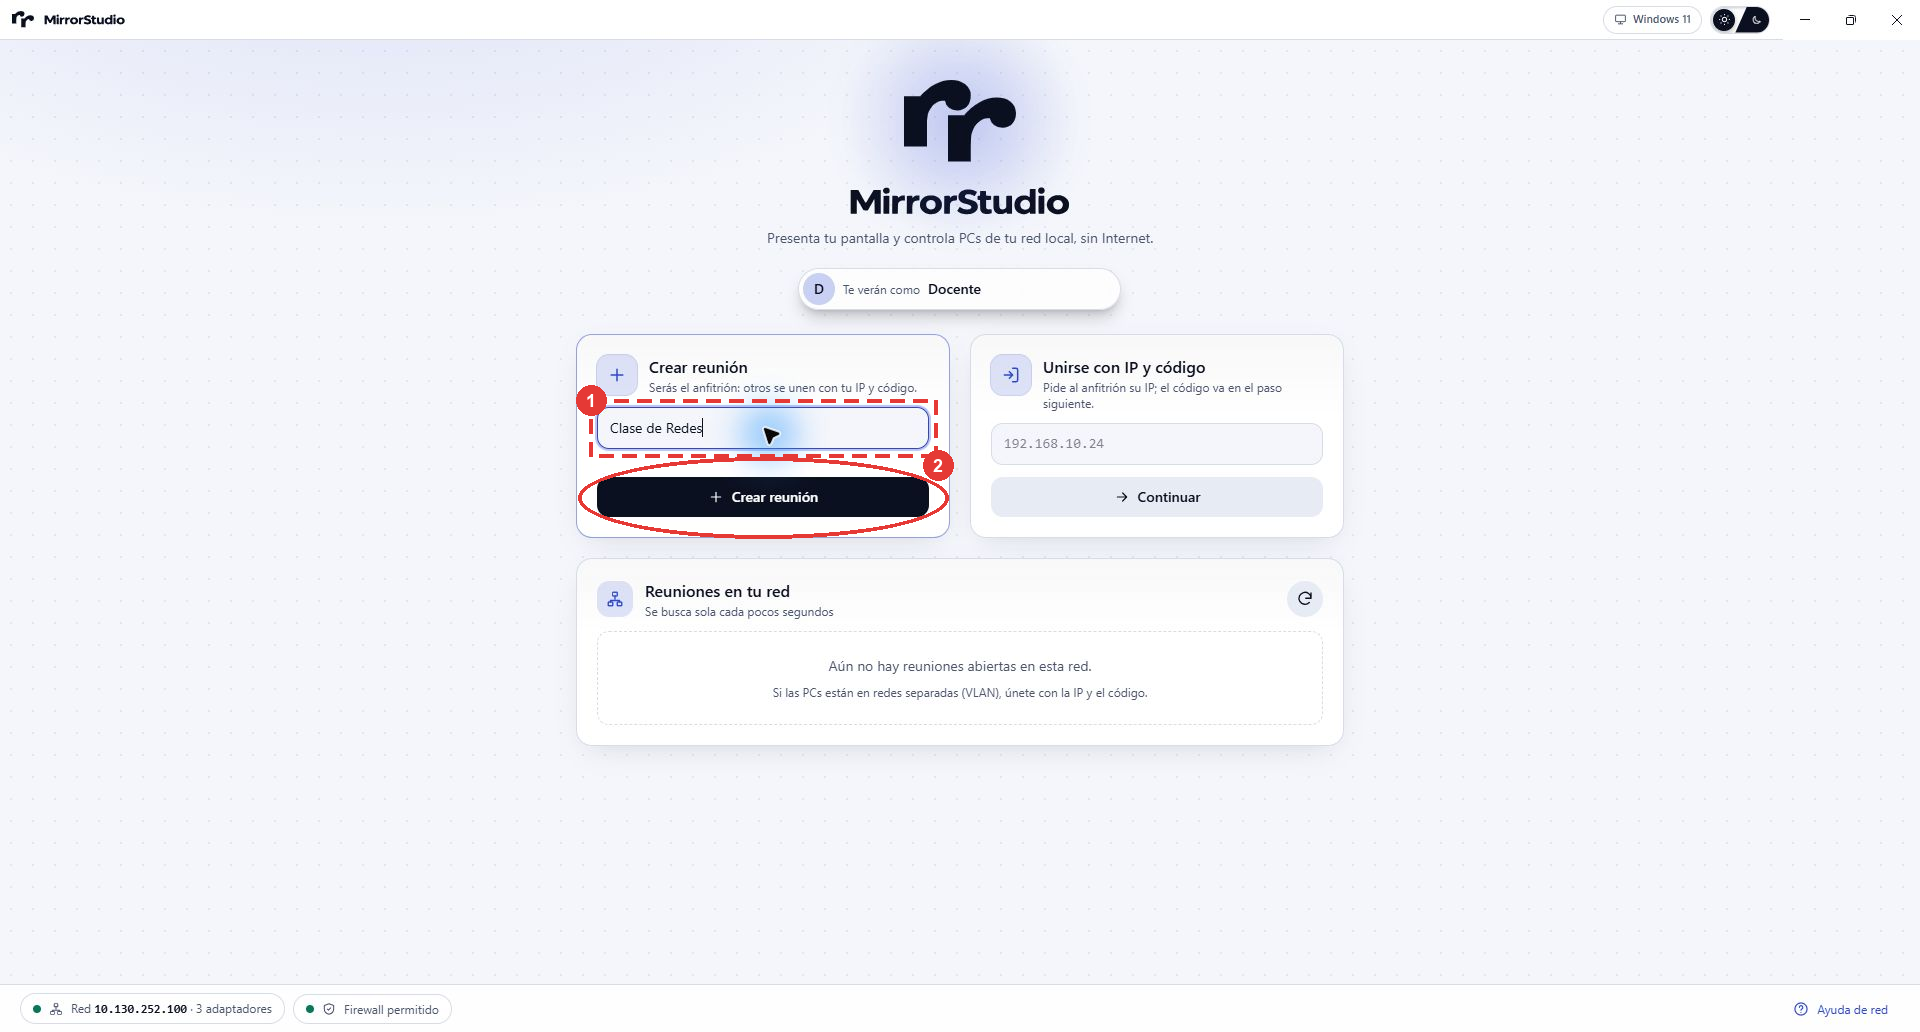 MirrorStudio
Windows 11
MirrorStudio
Presenta tu pantalla y controla PCs de tu red local, sin Internet.
D Te verán como Docente
Crear reunión
Serás el anfitrión: otros se unen con tu IP y código.
1
Clase de Redes
2
Crear reunión
Unirse con IP y código
Pide al anfitrión su IP; el código va en el paso
siguiente.
192.168.10.24
Continuar
Reuniones en tu red
Se busca sola cada pocos segundos
Aún no hay reuniones abiertas en esta red.
Si las PCs están en redes separadas (VLAN), únete con la IP y el código.
Red 10.130.252.100 · 3 adaptadores
Firewall permitido
Ayuda de red